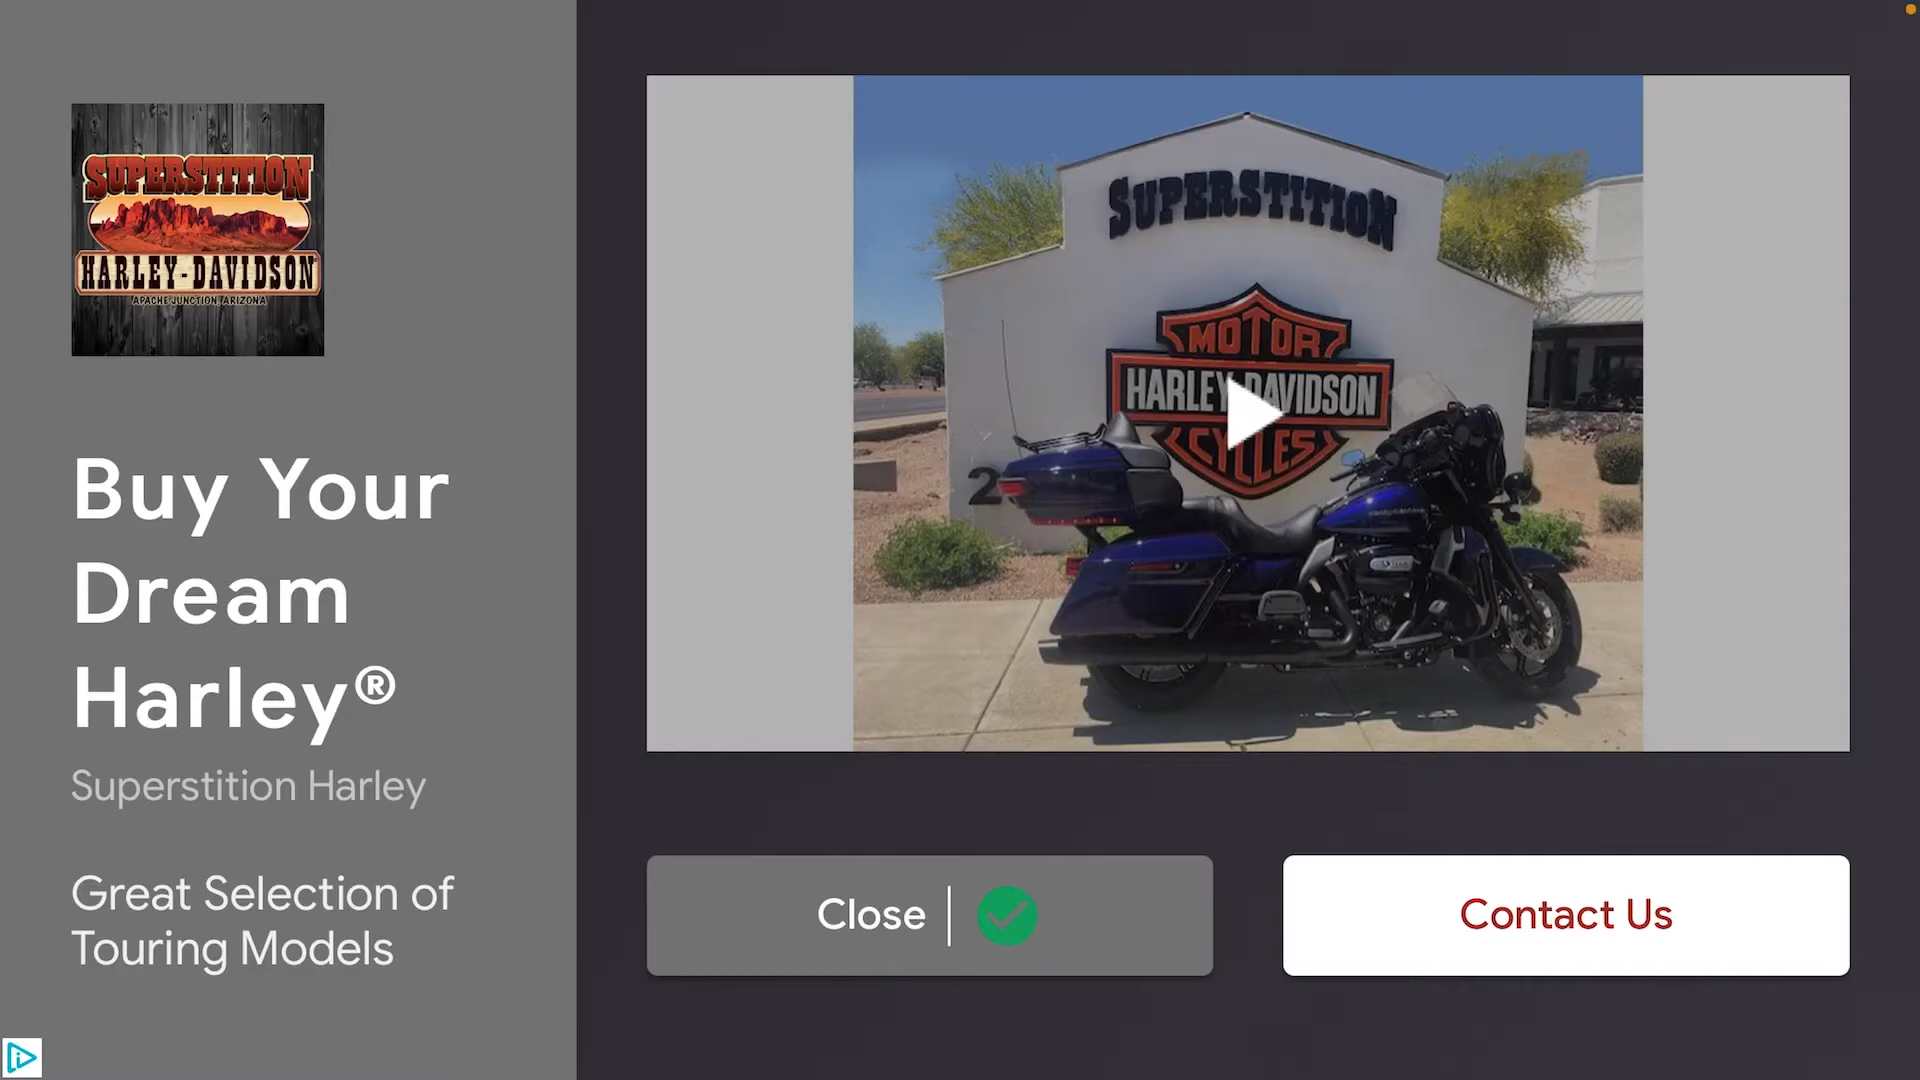 SUPERSTITION
HARLEY-DAVIDSON
APACHE JUNCTION, ARIZONA
Buy Your
Dream
Harley®
Superstition Harley
Great Selection of
Touring Models
SUPERSTITION
MOTOR
HARLEY-DAVIDSON
CYCLES
2
Close
Contact Us